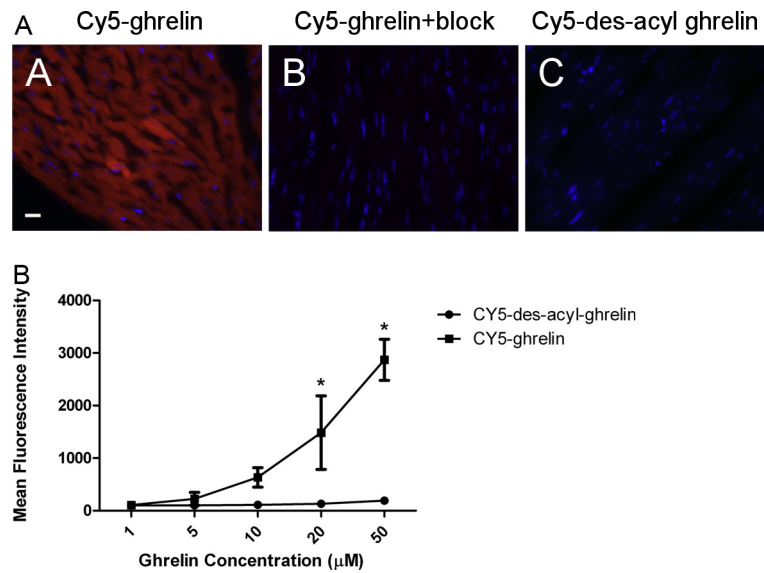 A
Cy5-ghrelin
Cy5-ghrelin+block
Cy5-des-acyl ghrelin
A
B
C
B
Mean Fluorescence Intensity
4000
3000
2000
1000
0
*
*
1
5
10
20
50
Ghrelin Concentration (μM)
CY5-des-acyl-ghrelin
CY5-ghrelin